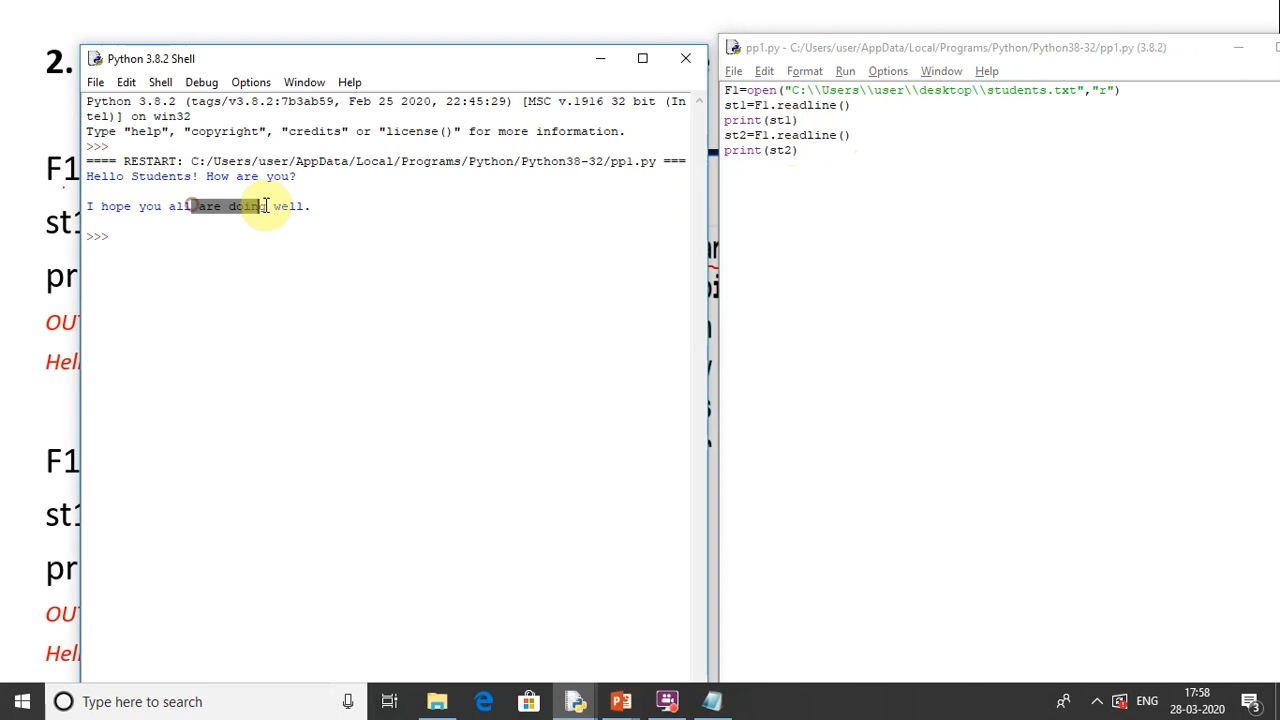 2.
Python 3.8.2 Shell
File Edit Shell Debug Options Window Help
Python 3.8.2 (tags/v3.8.2:7b3ab59, Feb 25 2020, 22:45:29) [MSC v.1916 32 bit (In
tel)] on win32
Type "help", "copyright", "credits" or "license()" for more information.
>>>
==== RESTART: C:/Users/user/AppData/Local/Programs/Python/Python38-32/pp1.py ===
Hello Students! How are you?
I hope you all are doing well.
>>>
pp1.py - C:/Users/user/AppData/Local/Programs/Python/Python38-32/pp1.py (3.8.2)
File Edit Format Run Options Window Help
F1=open("C:\\Users\\user\\desktop\\students.txt","r")
st1=F1.readline()
print(st1)
st2=F1.readline()
print(st2)
F1
st1
pr
OU
Hel
F1
st1
pr
OU
Hel
Type here to search
ENG
17:58
28-03-2020
3